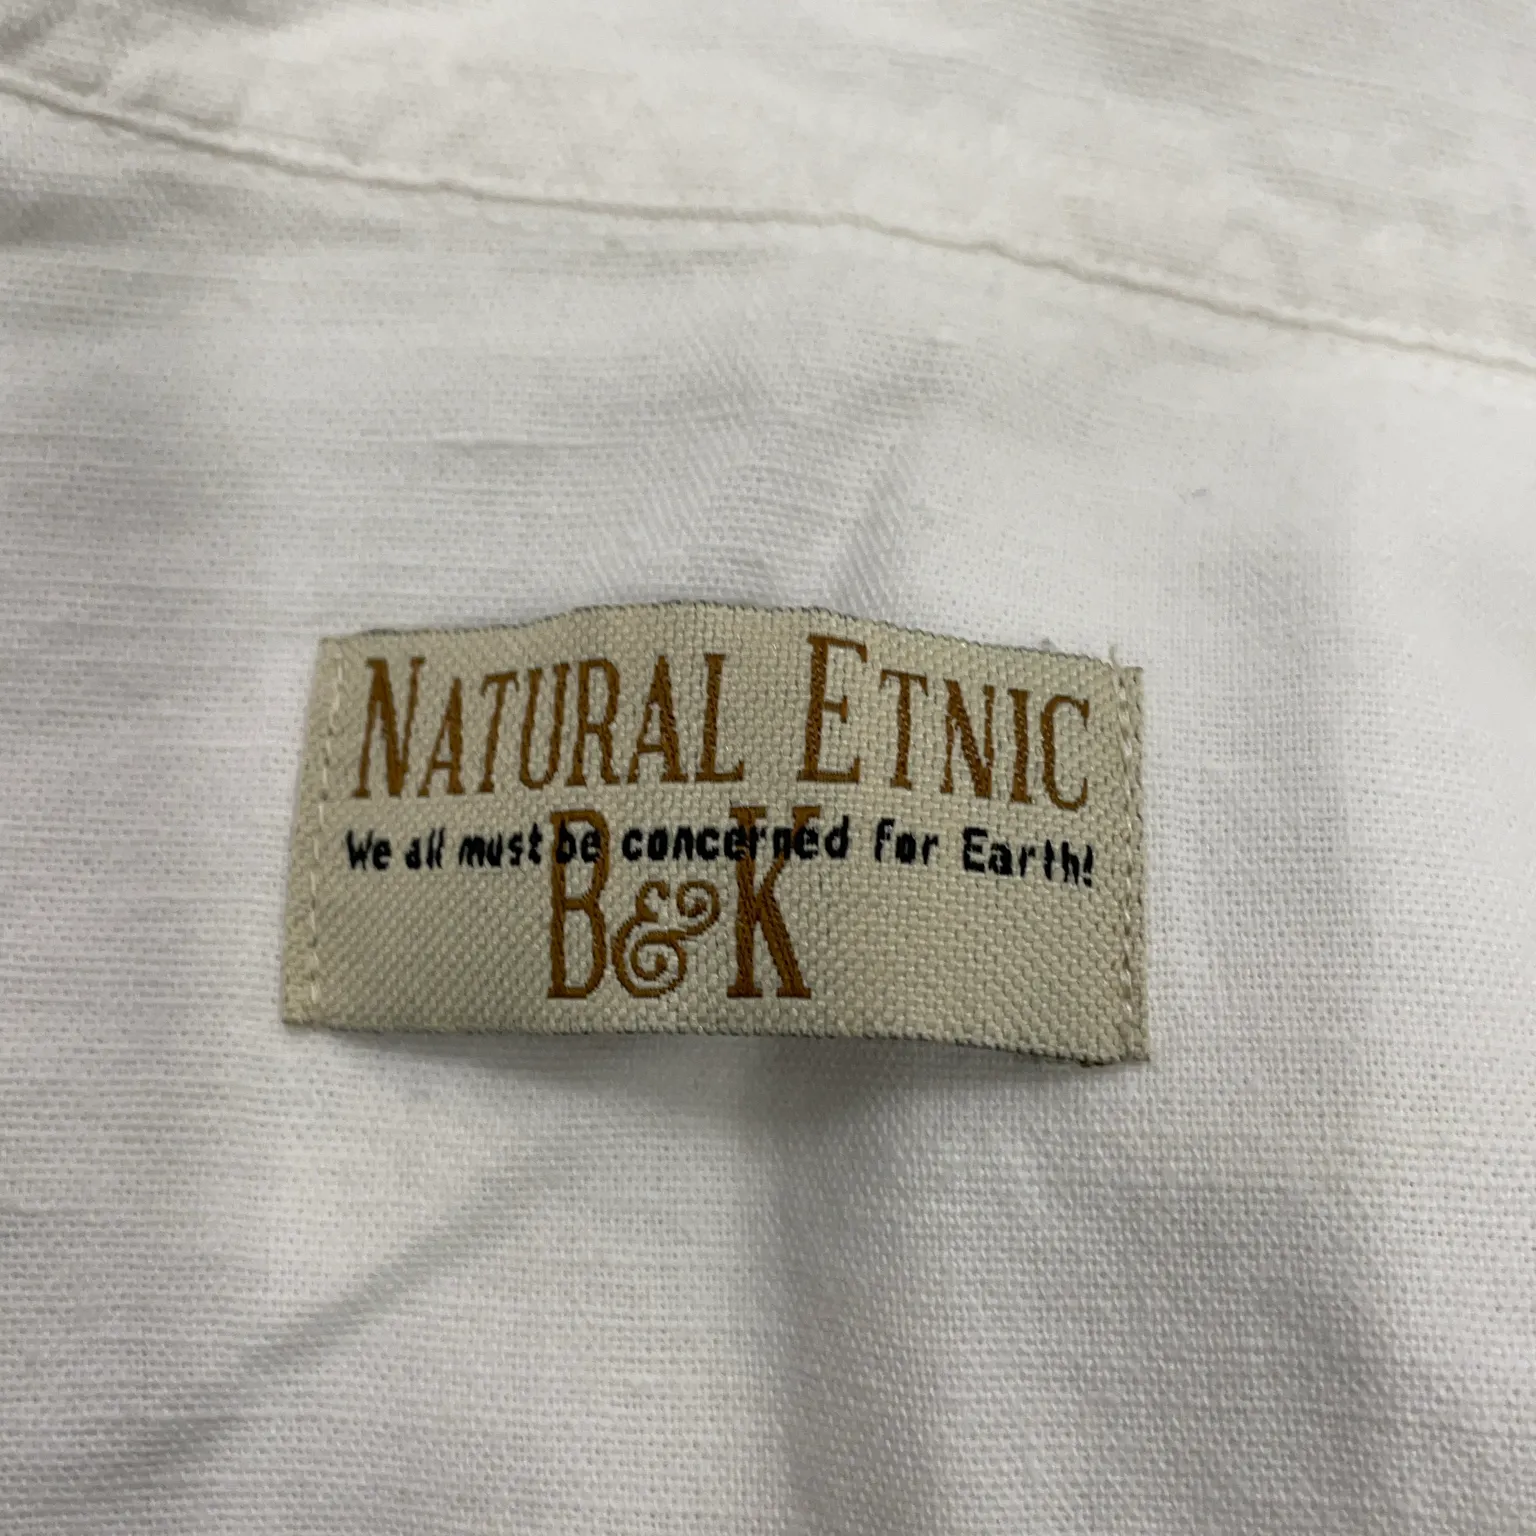 NATURAL ETNIC
We all must be concerned for Earth!
B&K